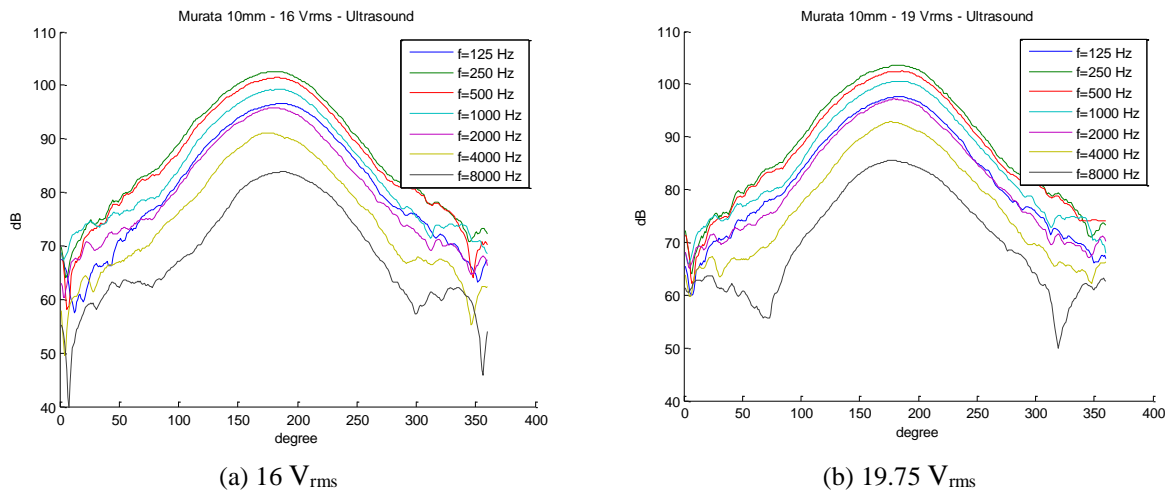 Murata 10mm - 16 Vrms - Ultrasound
110
100
90
80
70
60
50
40
dB
0
50
100
150
200
250
300
350
400
degree
f=125 Hz
f=250 Hz
f=500 Hz
f=1000 Hz
f=2000 Hz
f=4000 Hz
f=8000 Hz
(a) 16 Vrms
Murata 10mm - 19 Vrms - Ultrasound
110
100
90
80
70
60
50
40
dB
0
50
100
150
200
250
300
350
400
degree
f=125 Hz
f=250 Hz
f=500 Hz
f=1000 Hz
f=2000 Hz
f=4000 Hz
f=8000 Hz
(b) 19.75 Vrms